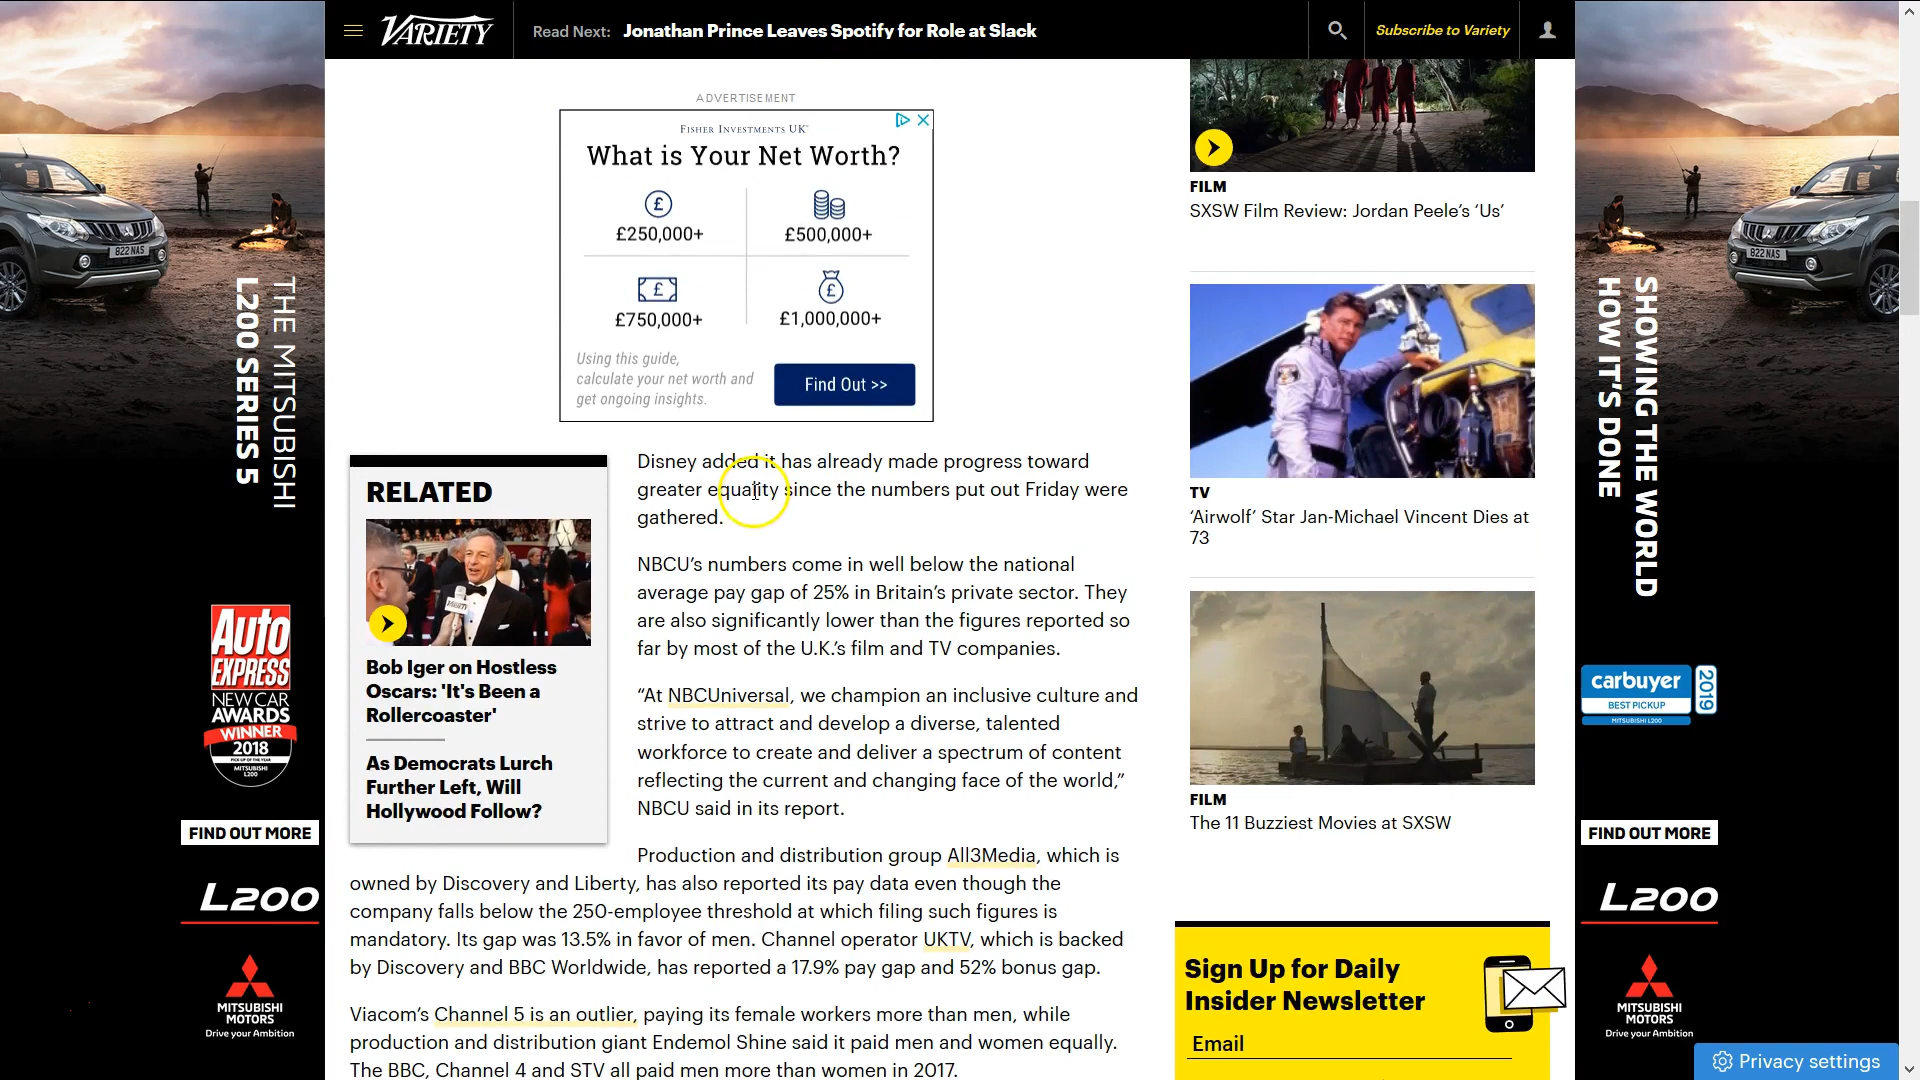 VARIETY
Read Next: Jonathan Prince Leaves Spotify for Role at Slack
Subscribe to Variety
ADVERTISEMENT
FISHER INVESTMENTS UK
What is Your Net Worth?
£250,000+
£500,000+
£750,000+
£1,000,000+
Using this guide,
calculate your net worth and
get ongoing insights.
Find Out >>
RELATED
VARIETY
Bob Iger on Hostless
Oscars: 'It's Been a
Rollercoaster'
As Democrats Lurch
Further Left, Will
Hollywood Follow?
Disney added it has already made progress toward
greater equality since the numbers put out Friday were
gathered.
NBCU’s numbers come in well below the national
average pay gap of 25% in Britain’s private sector. They
are also significantly lower than the figures reported so
far by most of the U.K.’s film and TV companies.
“At NBCUniversal, we champion an inclusive culture and
strive to attract and develop a diverse, talented
workforce to create and deliver a spectrum of content
reflecting the current and changing face of the world,”
NBCU said in its report.
Production and distribution group All3Media, which is
owned by Discovery and Liberty, has also reported its pay data even though the
company falls below the 250-employee threshold at which filing such figures is
mandatory. Its gap was 13.5% in favor of men. Channel operator UKTV, which is backed
by Discovery and BBC Worldwide, has reported a 17.9% pay gap and 52% bonus gap.
Viacom’s Channel 5 is an outlier, paying its female workers more than men, while
production and distribution giant Endemol Shine said it paid men and women equally.
The BBC, Channel 4 and STV all paid men more than women in 2017.
FILM
SXSW Film Review: Jordan Peele’s ‘Us’
TV
‘Airwolf’ Star Jan-Michael Vincent Dies at
73
FILM
The 11 Buzziest Movies at SXSW
Sign Up for Daily
Insider Newsletter
Email
Privacy settings
822 NAS
THE MITSUBISHI
L200 SERIES 5
Auto
EXPRESS
NEW CAR
AWARDS
WINNER
2018
PICK-UP OF THE YEAR
MITSUBISHI
L200
FIND OUT MORE
L200
MITSUBISHI
MOTORS
Drive your Ambition
822 NAS
SHOWING THE WORLD
HOW IT’S DONE
carbuyer
BEST PICKUP
MITSUBISHI L200
2019
FIND OUT MORE
L200
MITSUBISHI
MOTORS
Drive your Ambition